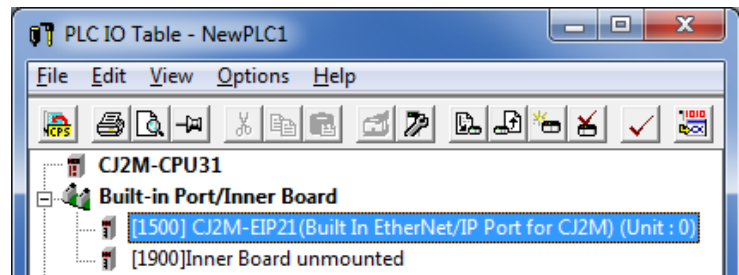 PLC IO Table - NewPLC1
File Edit View Options Help
NCPS
CJ2M-CPU31
Built-in Port/Inner Board
[1500] CJ2M-EIP21(Built In EtherNet/IP Port for CJ2M) (Unit : 0)
[1900]Inner Board unmounted